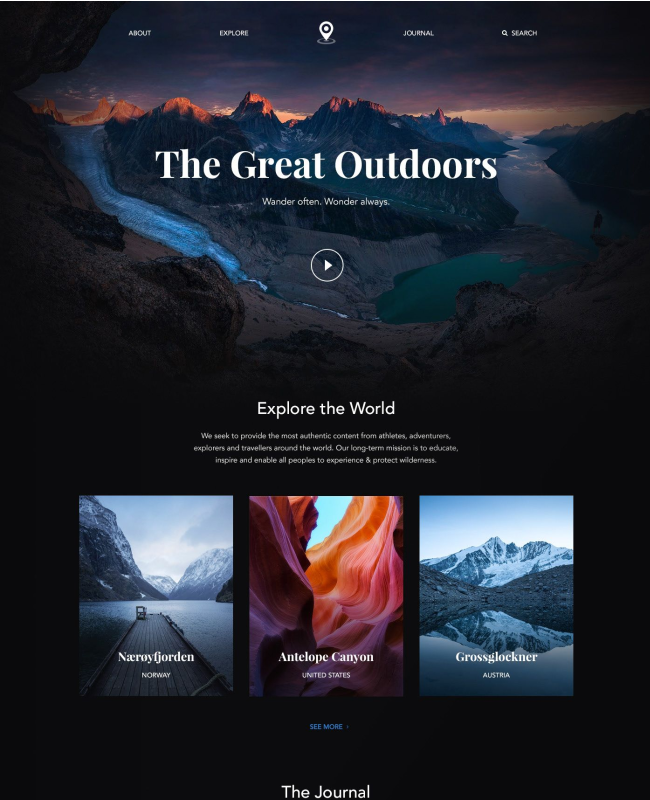 ABOUT
EXPLORE
JOURNAL
SEARCH
The Great Outdoors
Wander often. Wonder always.
Explore the World
We seek to provide the most authentic content from athletes, adventurers,
explorers and travellers around the world. Our long-term mission is to educate,
inspire and enable all peoples to experience & protect wilderness.
Nærøyfjorden
NORWAY
Antelope Canyon
UNITED STATES
Grossglockner
AUSTRIA
SEE MORE
The Journal